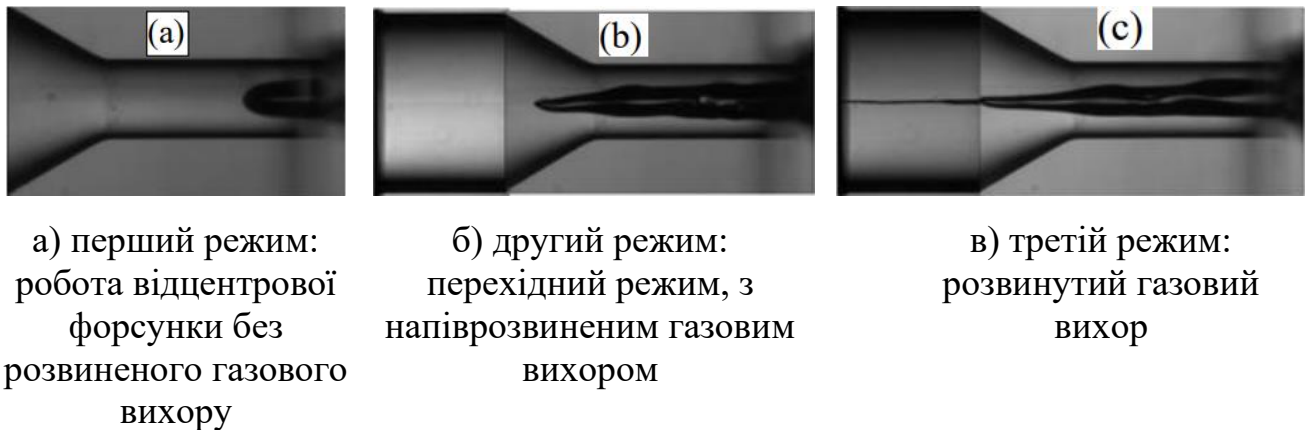 (a)
(b)
(c)
а) перший режим:
робота відцентрової
форсунки без
розвиненого газового
вихору
б) другий режим:
перехідний режим, з
напіврозвиненим газовим
вихором
в) третій режим:
розвинутий газовий
вихор